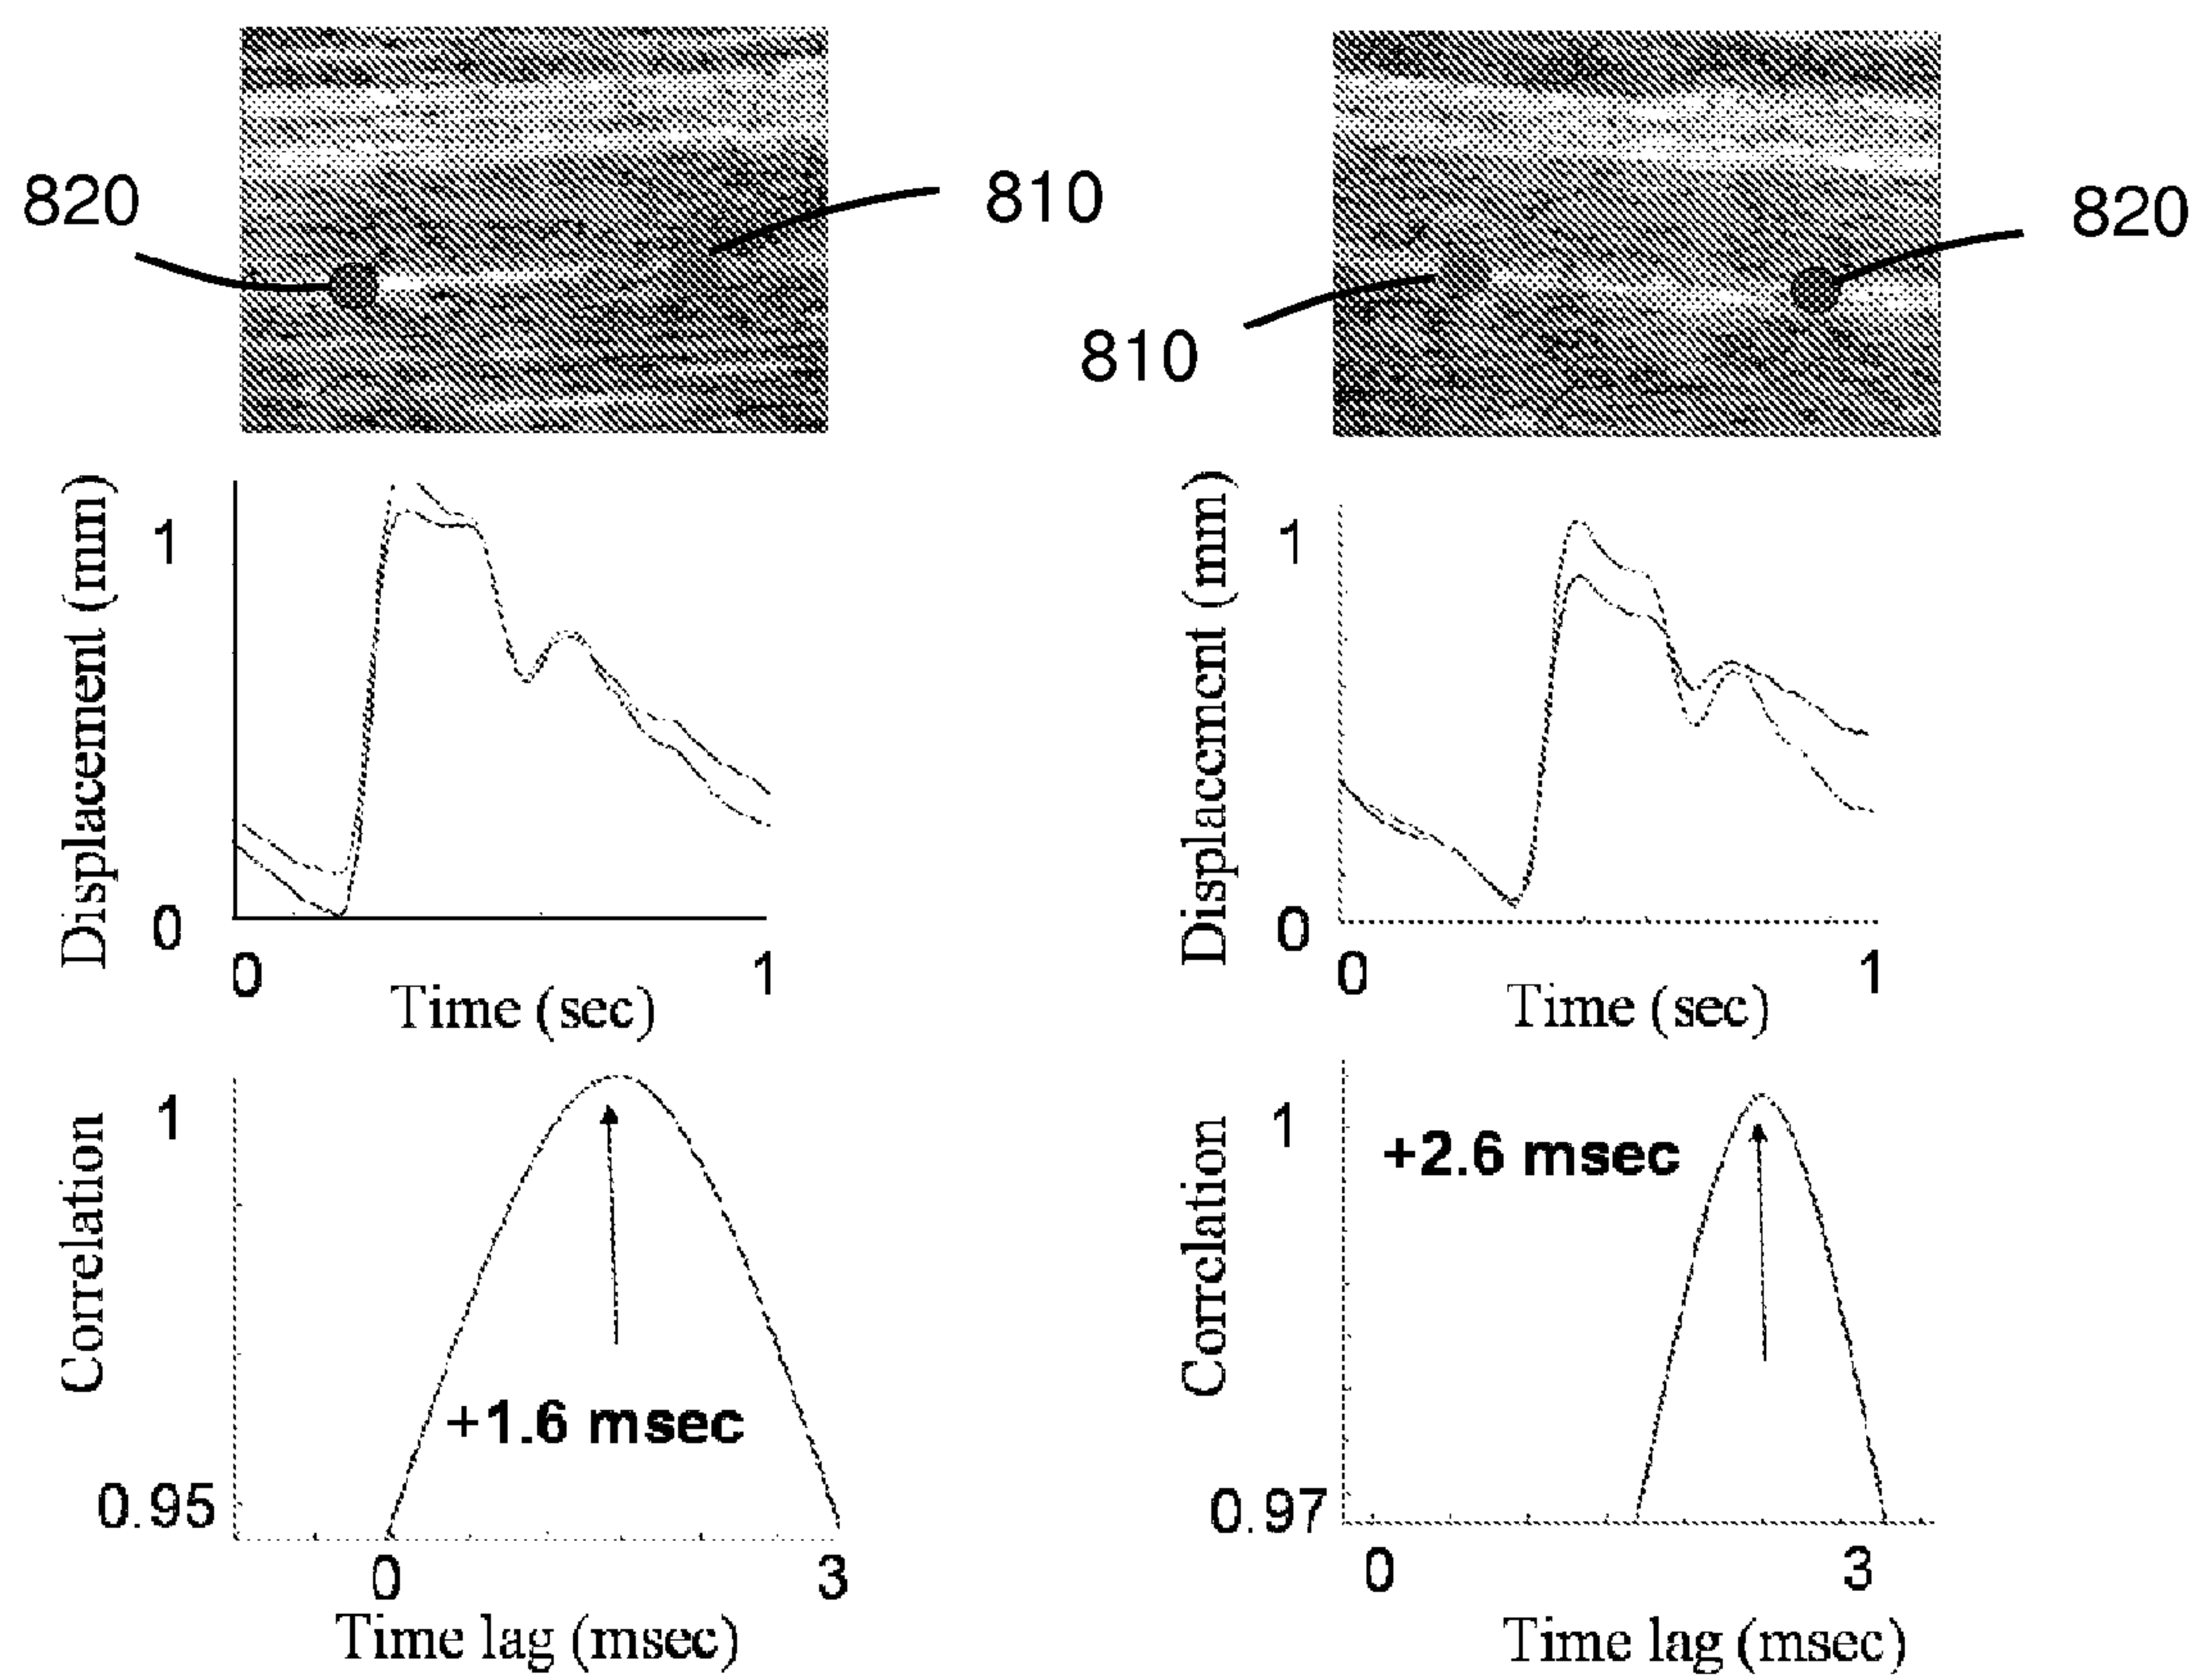 820
810
810
820
Displacement (mm)
1
0
0
1
Time (sec)
Displacement (mm)
1
0
0
1
Time (sec)
Correlation
1
0.95
+1.6 msec
0
3
Time lag (msec)
Correlation
1
0.97
+2.6 msec
0
3
Time lag (msec)